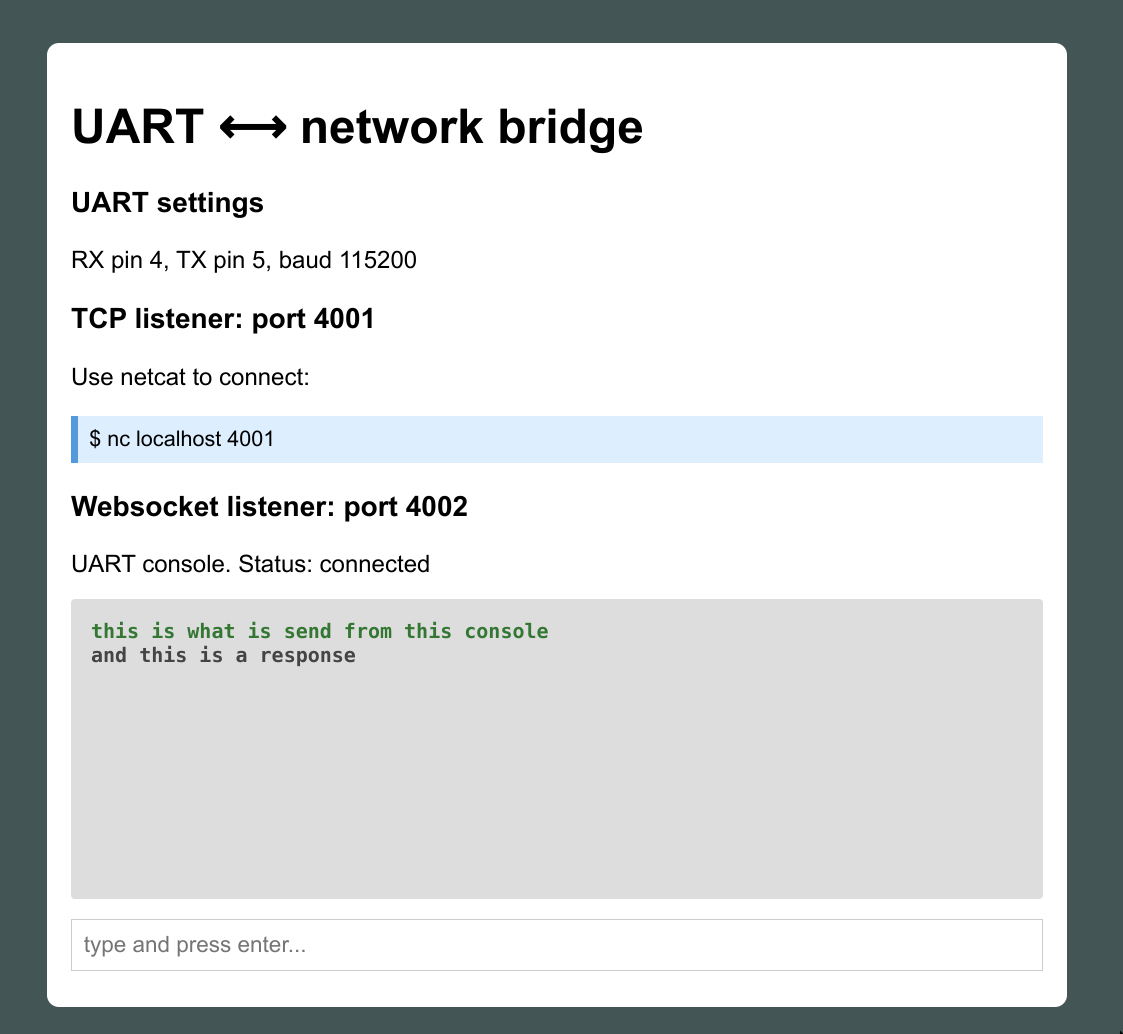 UART ⟷ network bridge
UART settings
RX pin 4, TX pin 5, baud 115200
TCP listener: port 4001
Use netcat to connect:
$ nc localhost 4001
Websocket listener: port 4002
UART console. Status: connected
this is what is send from this console
and this is a response
type and press enter...